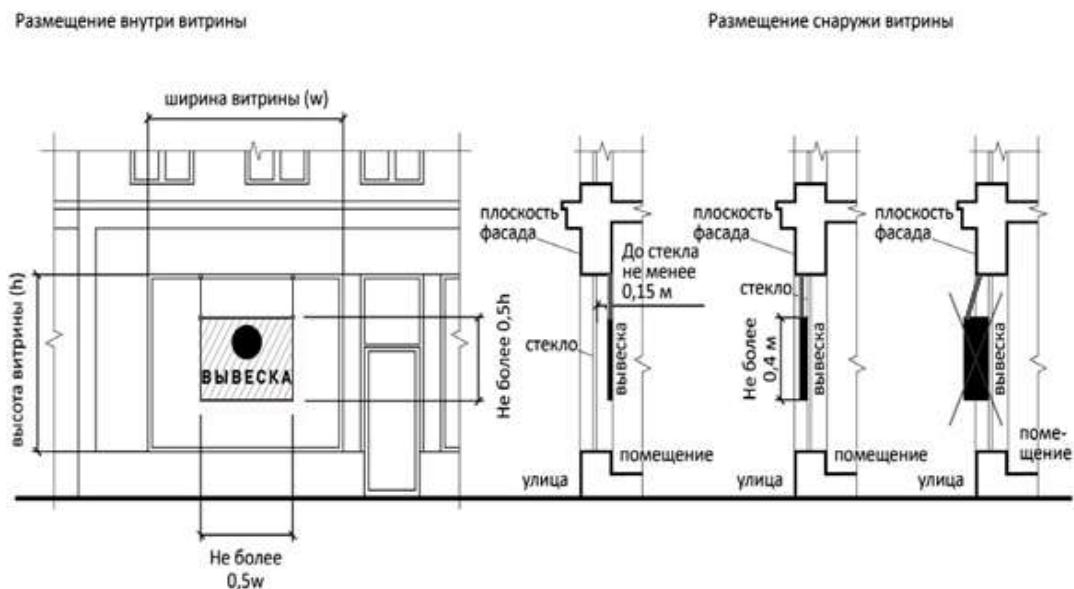 Размещение внутри витрины
Размещение снаружи витрины
ширина витрины (w)
высота витрины (h)
ВЫВЕСКА
Не более 0,5h
Не более
0,5w
плоскость
фасада
До стекла
не менее
0,15 м
стекло
вывеска
помещение
улица
плоскость
фасада
стекло
Не более
0,4 м
вывеска
помещение
улица
плоскость
фасада
вывеска
поме-
щение
улица